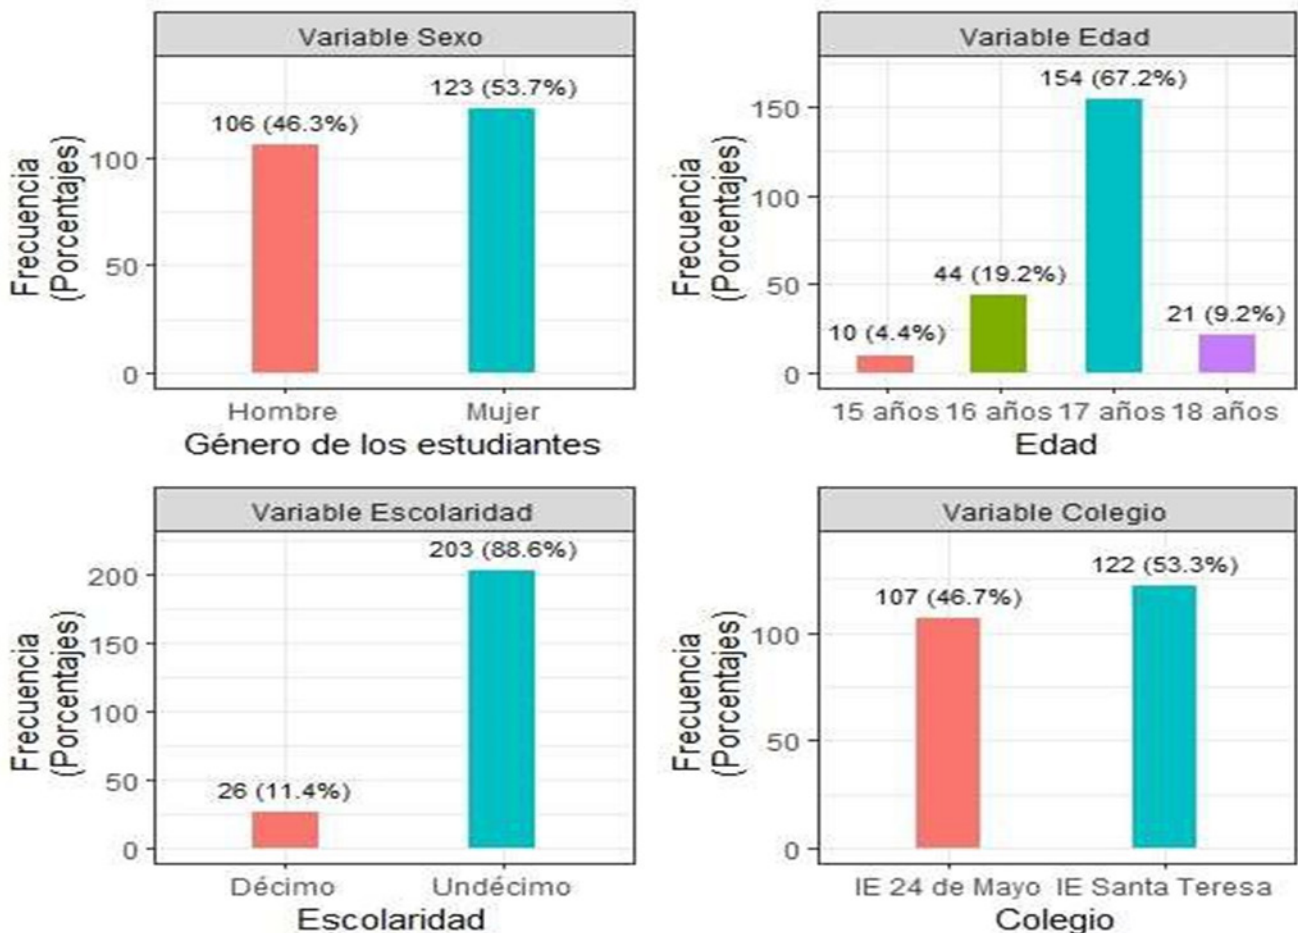 Variable Sexo
Frecuencia
(Porcentajes)
100
50
0
106 (46.3%)
123 (53.7%)
Hombre
Mujer
Género de los estudiantes
Variable Edad
Frecuencia
(Porcentajes)
150
100
50
0
10 (4.4%)
44 (19.2%)
154 (67.2%)
21 (9.2%)
15 años 16 años 17 años 18 años
Edad
Variable Escolaridad
Frecuencia
(Porcentajes)
200
150
100
50
0
26 (11.4%)
203 (88.6%)
Décimo
Undécimo
Escolaridad
Variable Colegio
Frecuencia
(Porcentajes)
100
50
0
107 (46.7%)
122 (53.3%)
IE 24 de Mayo IE Santa Teresa
Colegio